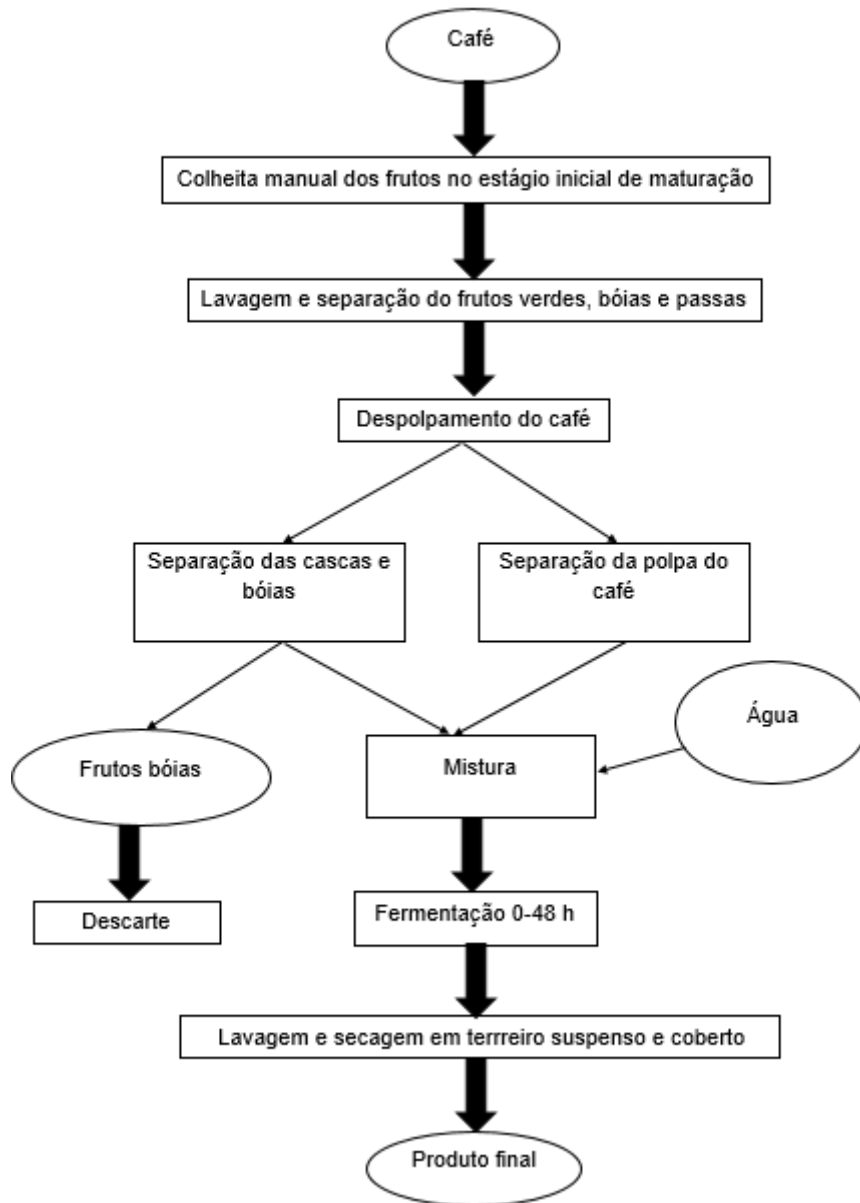 Café
Colheita manual dos frutos no estágio inicial de maturação
Lavagem e separação do frutos verdes, bóias e passas
Despolpamento do café
Separação das cascas e
bóias
Separação da polpa do
café
Água
Frutos bóias
Mistura
Descarte
Fermentação 0-48 h
Lavagem e secagem em terrreiro suspenso e coberto
Produto final